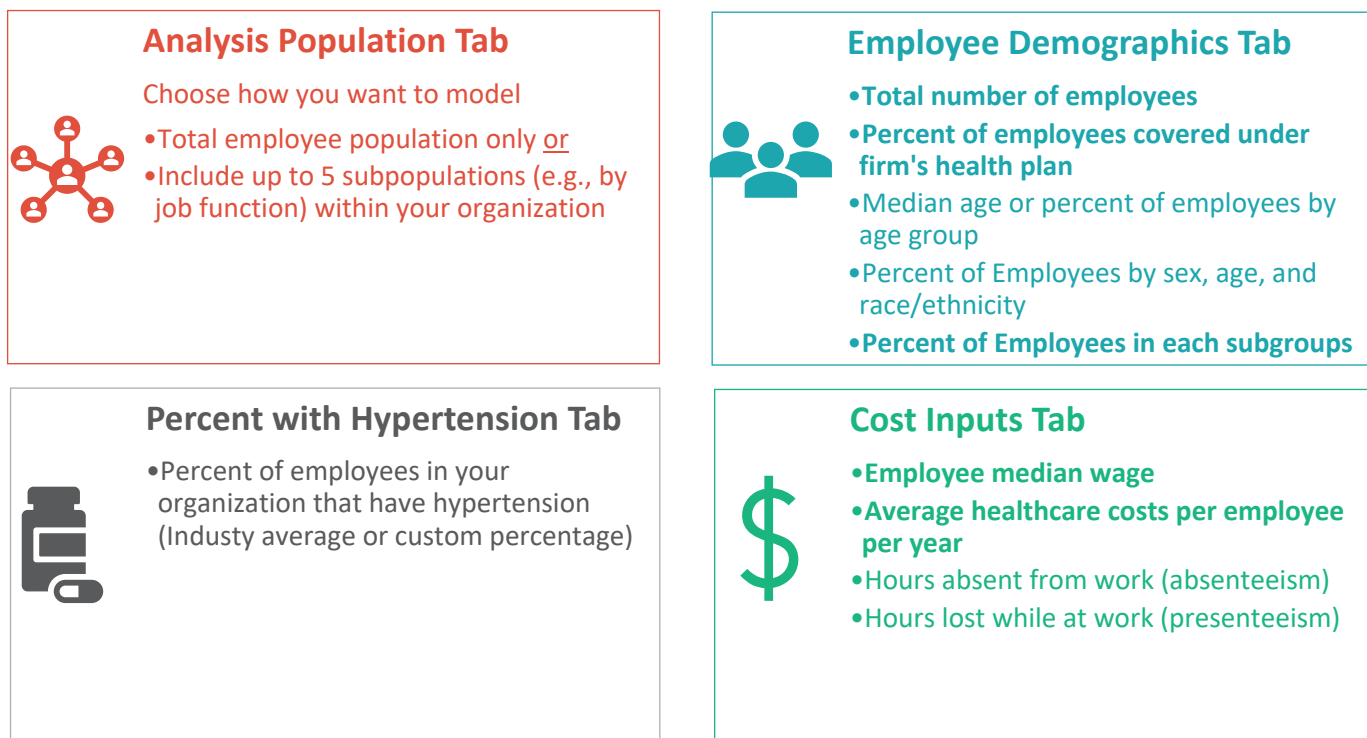 Analysis Population Tab
Choose how you want to model
•Total employee population only or
•Include up to 5 subpopulations (e.g., by
job function) within your organization
Employee Demographics Tab
•Total number of employees
•Percent of employees covered under
firm's health plan
•Median age or percent of employees by
age group
•Percent of Employees by sex, age, and
race/ethnicity
•Percent of Employees in each subgroups
Percent with Hypertension Tab
•Percent of employees in your
organization that have hypertension
(Industy average or custom percentage)
Cost Inputs Tab
•Employee median wage
•Average healthcare costs per employee
per year
•Hours absent from work (absenteeism)
•Hours lost while at work (presenteeism)